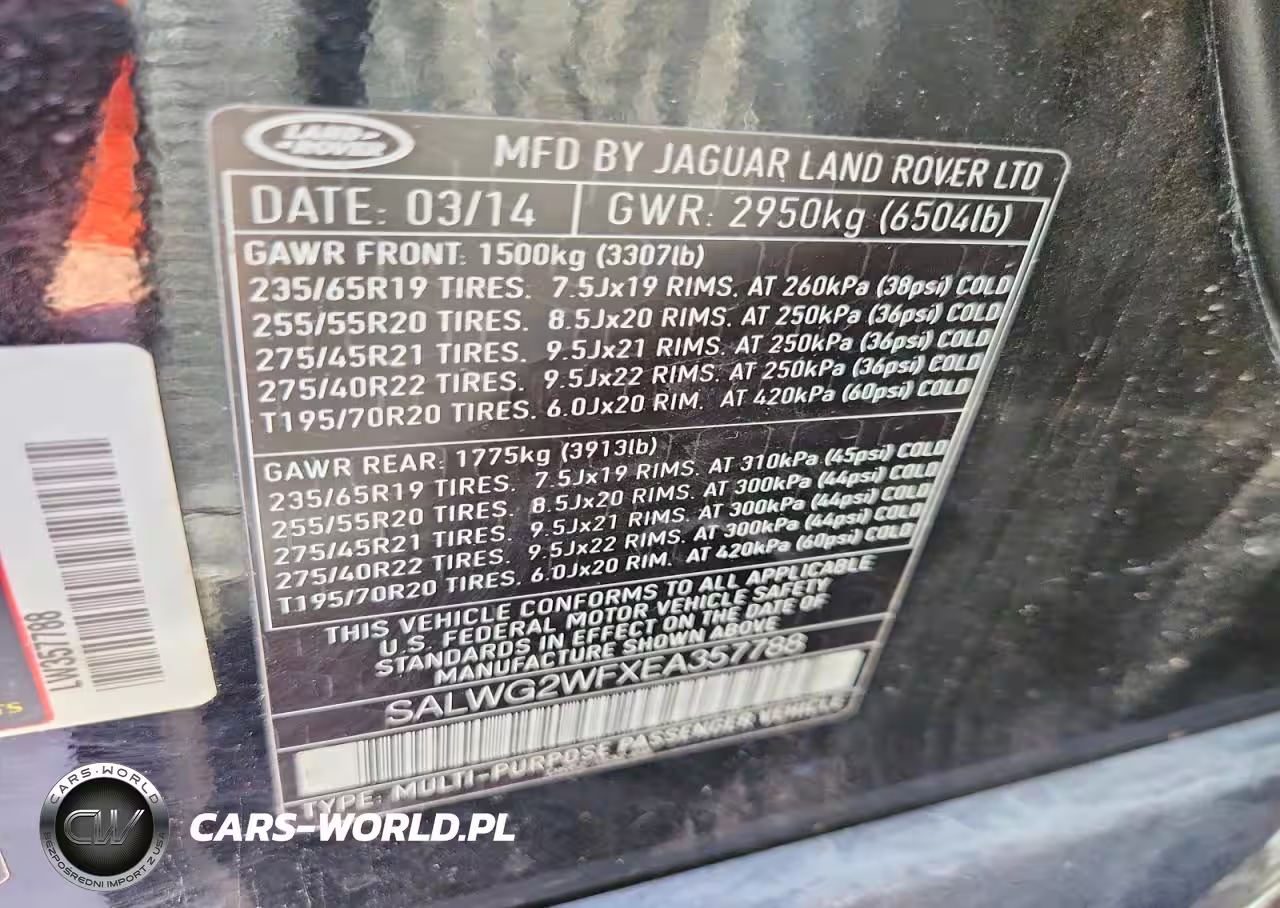 LAND-
-ROVER
MFD BY JAGUAR LAND ROVER LTD
DATE: 03/14 GWR: 2950kg (6504lb)
GAWR FRONT: 1500kg (3307lb)
235/65R19 TIRES. 7.5Jx19 RIMS. AT 260kPa (38psi) COLD
255/55R20 TIRES. 8.5Jx20 RIMS. AT 250kPa (36psi) COLD
275/45R21 TIRES. 9.5Jx21 RIMS. AT 250kPa (36psi) COLD
275/40R22 TIRES. 9.5Jx22 RIMS. AT 250kPa (36psi) COLD
T195/70R20 TIRES. 6.0Jx20 RIM. AT 420kPa (60psi) COLD
GAWR REAR: 1775kg (3913lb)
235/65R19 TIRES. 7.5Jx19 RIMS. AT 310kPa (45psi) COLD
255/55R20 TIRES. 8.5Jx20 RIMS. AT 300kPa (44psi) COLD
275/45R21 TIRES. 9.5Jx21 RIMS. AT 300kPa (44psi) COLD
275/40R22 TIRES. 9.5Jx22 RIMS. AT 300kPa (44psi) COLD
T195/70R20 TIRES. 6.0Jx20 RIM. AT 420kPa (60psi) COLD
THIS VEHICLE CONFORMS TO ALL APPLICABLE
U.S. FEDERAL MOTOR VEHICLE SAFETY
STANDARDS IN EFFECT ON THE DATE OF
MANUFACTURE SHOWN ABOVE
SALWG2WFXEA357788
TYPE: MULTI-PURPOSE PASSENGER VEHICLE
LW357788
CARS-WORLD
CW
BEZPOŚREDNI IMPORT Z USA
CARS-WORLD.PL